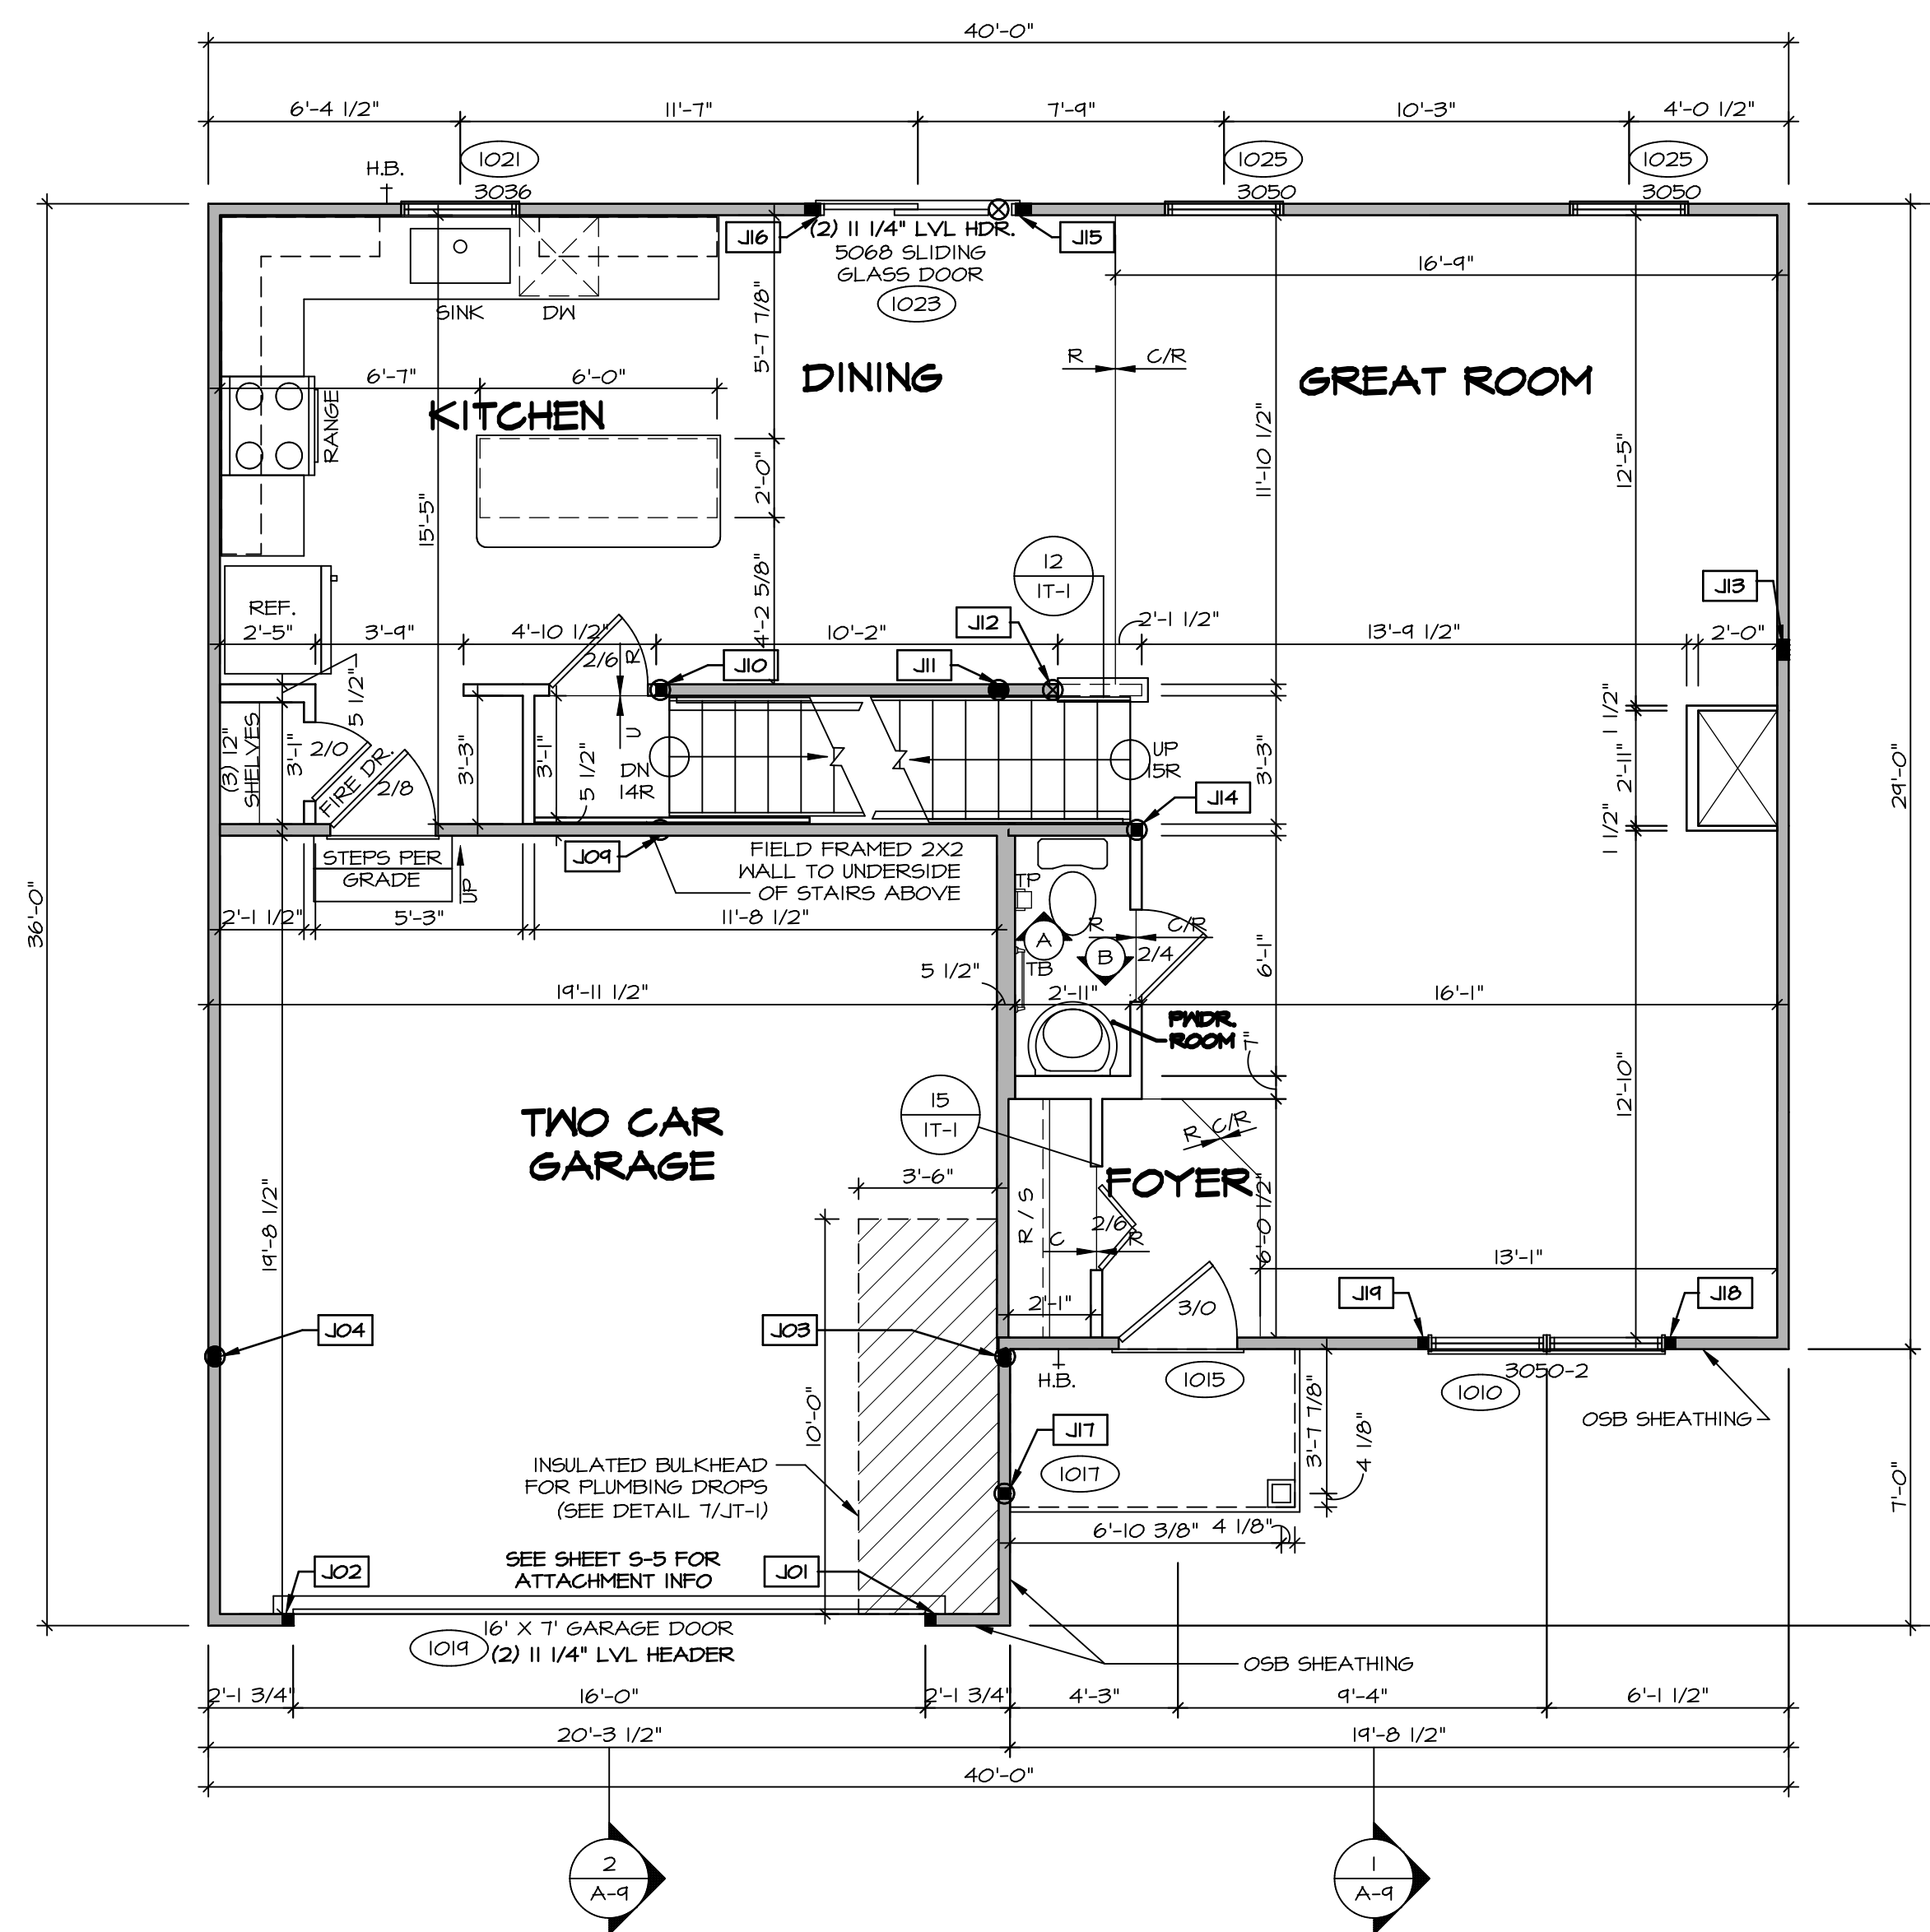 40'-0"
6'-4 1/2"
11'-7"
7'-9"
10'-3"
4'-0 1/2"
1021
1025
1025
H.B.
3036
3050
3050
J16
(2) 11 1/4" LVL HDR.
J15
5068 SLIDING
GLASS DOOR
1023
16'-9"
SINK
DW
5'-7 7/8"
R
C/R
6'-7"
6'-0"
DINING
GREAT ROOM
KITCHEN
RANGE
11'-10 1/2"
12'-5"
2'-0"
15'-5"
12
1T-1
4'-2 5/8"
J13
29'-0"
REF.
2'-5"
3'-9"
4'-10 1/2"
10'-2"
J12
2'-1 1/2"
13'-9 1/2"
2'-0"
2/6
R
J10
J11
5 1/2"
(3) 12"
SHELVES
3'-1"
2/0
FIRE DR.
2/8
3'-3"
3'-1"
5 1/2"
U
DN
14R
UP
15R
3'-3"
1 1/2"
2'-11"
1 1/2"
J14
J09
STEPS PER
GRADE
UP
FIELD FRAMED 2X2
WALL TO UNDERSIDE
OF STAIRS ABOVE
36'-0"
TP
2'-1 1/2"
5'-3"
11'-8 1/2"
A
R
C/R
B
2/4
TB
6'-1"
5 1/2"
19'-11 1/2"
2'-11"
16'-1"
PWDR.
ROOM
7"
TWO CAR
GARAGE
15
1T-1
R
C/R
12'-10"
3'-6"
FOYER
R / S
2/6
C
R
6'-0 1/2"
19'-8 1/2"
13'-1"
2'-1"
3/0
J19
J18
J04
J03
H.B.
1015
3050-2
1010
OSB SHEATHING
10'-0"
3'-7 7/8"
4 1/8"
J17
1017
INSULATED BULKHEAD
FOR PLUMBING DROPS
(SEE DETAIL 7/JT-1)
7'-0"
6'-10 3/8"
4 1/8"
J02
SEE SHEET S-5 FOR
ATTACHMENT INFO
J01
16' X 7' GARAGE DOOR
1019
(2) 11 1/4" LVL HEADER
OSB SHEATHING
2'-1 3/4"
16'-0"
2'-1 3/4"
4'-3"
9'-4"
6'-1 1/2"
20'-3 1/2"
19'-8 1/2"
40'-0"
2
A-9
1
A-9